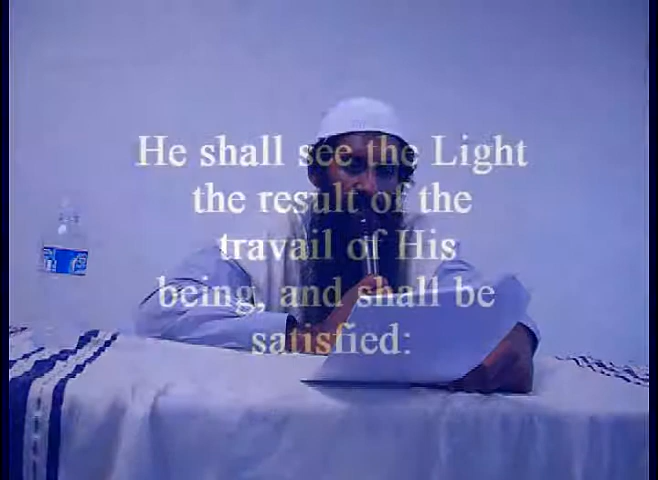 He shall see the Light
the result of the
travail of His
being, and shall be
satisfied: